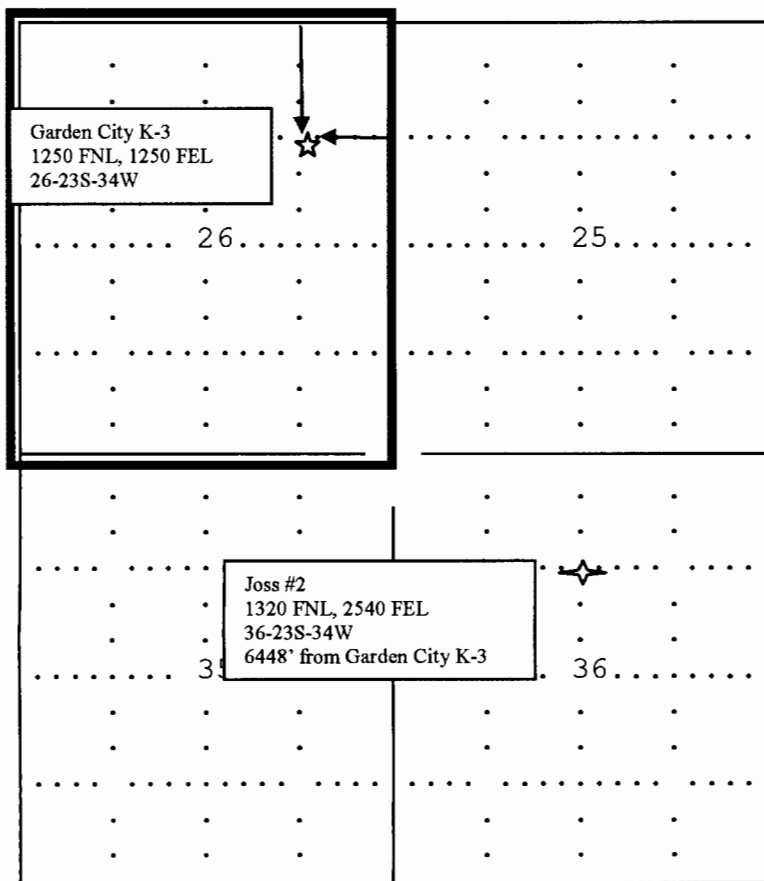 Garden City K-3
1250 FNL, 1250 FEL
26-23S-34W
26
25
Joss #2
1320 FNL, 2540 FEL
36-23S-34W
6448' from Garden City K-3
36